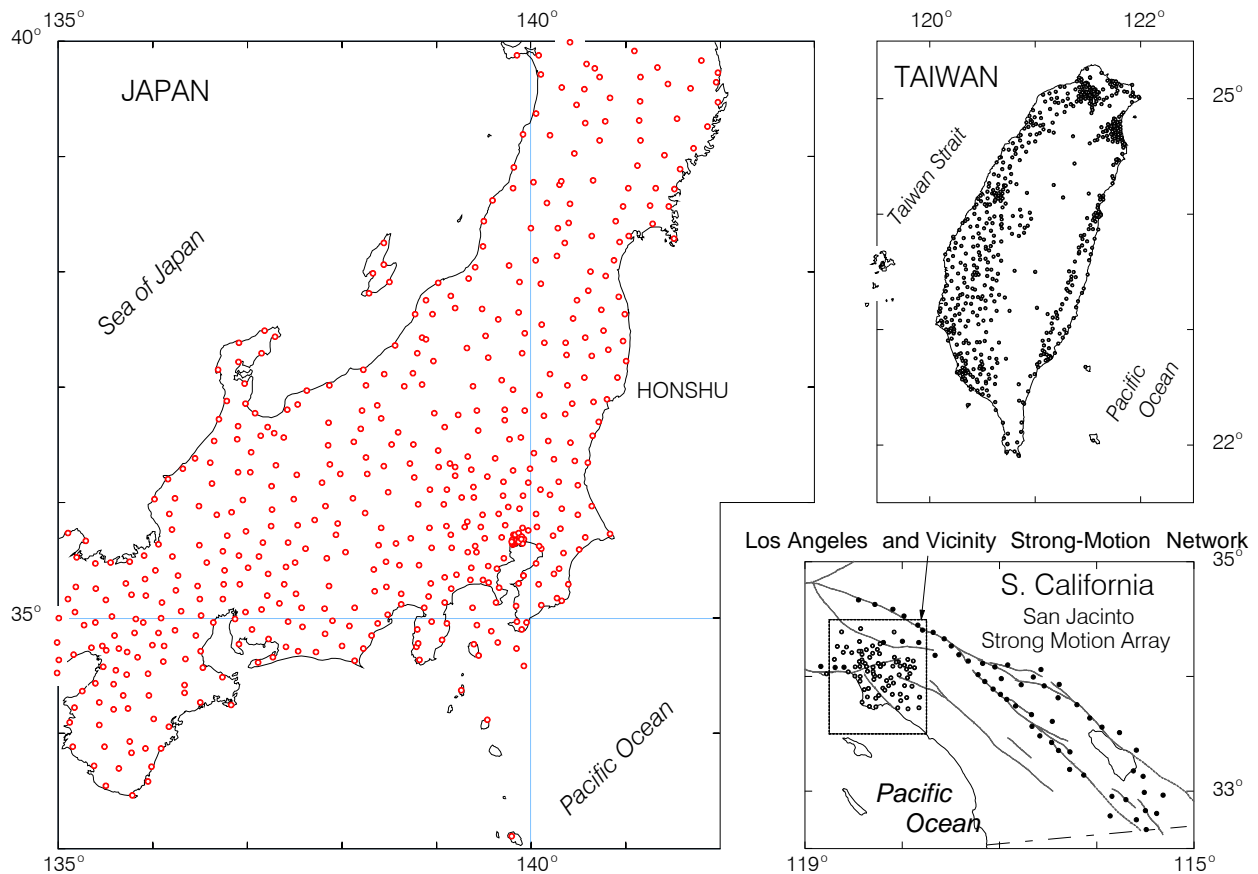 135°
140°
40°
JAPAN
Sea of Japan
HONSHU
35°
Pacific Ocean
135°
140°
120°
122°
TAIWAN
25°
Taiwan Strait
Pacific
Ocean
22°
Los Angeles and Vicinity Strong-Motion Network
35°
S. California
San Jacinto
Strong Motion Array
33°
Pacific
Ocean
119°
115°